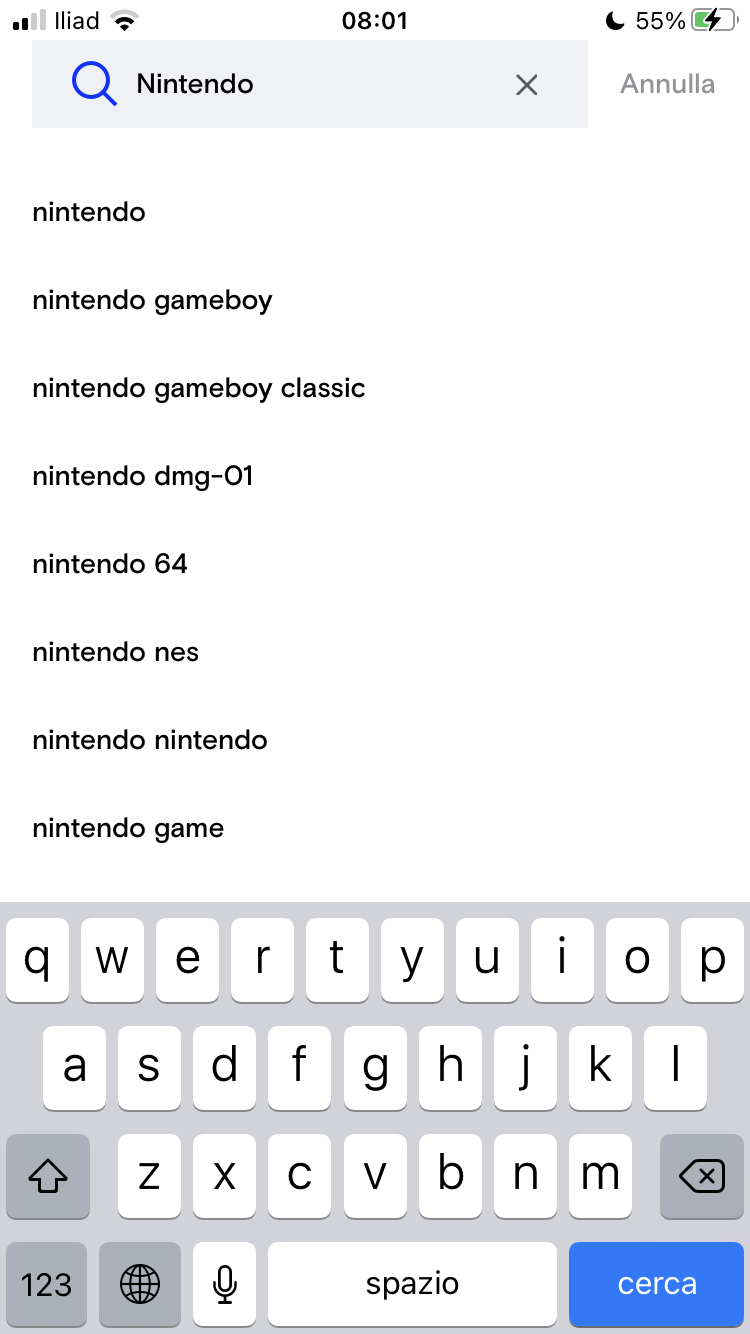 Iliad 08:01 55%
Nintendo Annulla
nintendo
nintendo gameboy
nintendo gameboy classic
nintendo dmg-01
nintendo 64
nintendo nes
nintendo nintendo
nintendo game
q w e r t y u i o p
a s d f g h j k l
z x c v b n m
123 spazio cerca